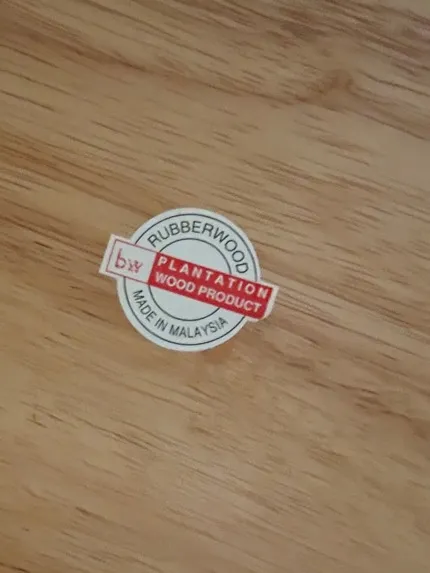 RUBBERWOOD
bw
PLANTATION
WOOD PRODUCT
MADE IN MALAYSIA